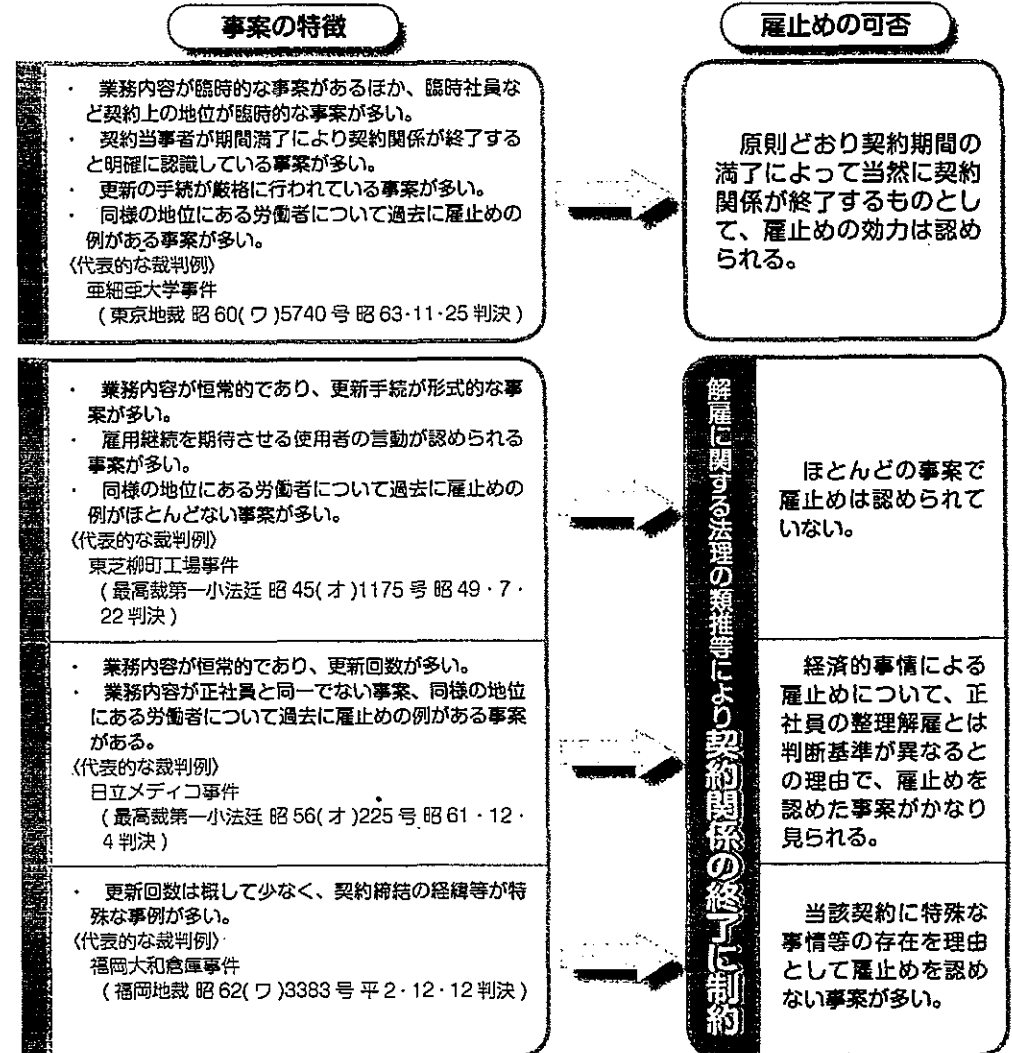 事案の特徴
雇止めの可否
・ 業務内容が臨時的な事案があるほか、臨時社員な
ど契約上の地位が臨時的な事案が多い。
・ 契約当事者が期間満了により契約関係が終了する
と明確に認識している事案が多い。
・ 更新の手続が厳格に行われている事案が多い。
・ 同様の地位にある労働者について過去に雇止めの
例がある事案が多い。
〈代表的な裁判例〉
亜細亜大学事件
(東京地裁 昭60(ワ)5740号 昭63・11・25判決)
原則どおり契約期間の
満了によって当然に契約
関係が終了するものとし
て、雇止めの効力は認め
られる。
・ 業務内容が恒常的であり、更新手続が形式的な事
案が多い。
・ 雇用継続を期待させる使用者の言動が認められる
事案が多い。
・ 同様の地位にある労働者について過去に雇止めの
例がほとんどない事案が多い。
〈代表的な裁判例〉
東芝柳町工場事件
(最高裁第一小法廷 昭45(オ)1175号 昭49・7・
22判決)
解雇に関する法理の類推等により契約関係の終了に制約
ほとんどの事案で
雇止めは認められて
いない。
・ 業務内容が恒常的であり、更新回数が多い。
・ 業務内容が正社員と同一でない事案、同様の地位
にある労働者について過去に雇止めの例がある事案
がある。
〈代表的な裁判例〉
日立メディコ事件
(最高裁第一小法廷 昭56(オ)225号 昭61・12・
4判決)
経済的事情による
雇止めについて、正
社員の整理解雇とは
判断基準が異なると
の理由で、雇止めを
認めた事案がかなり
見られる。
・ 更新回数は概して少なく、契約締結の経緯等が特
殊な事例が多い。
〈代表的な裁判例〉
福岡大和倉庫事件
(福岡地裁 昭62(ワ)3383号 平2・12・12判決)
当該契約に特殊な
事情等の存在を理由
として雇止めを認め
ない事案が多い。